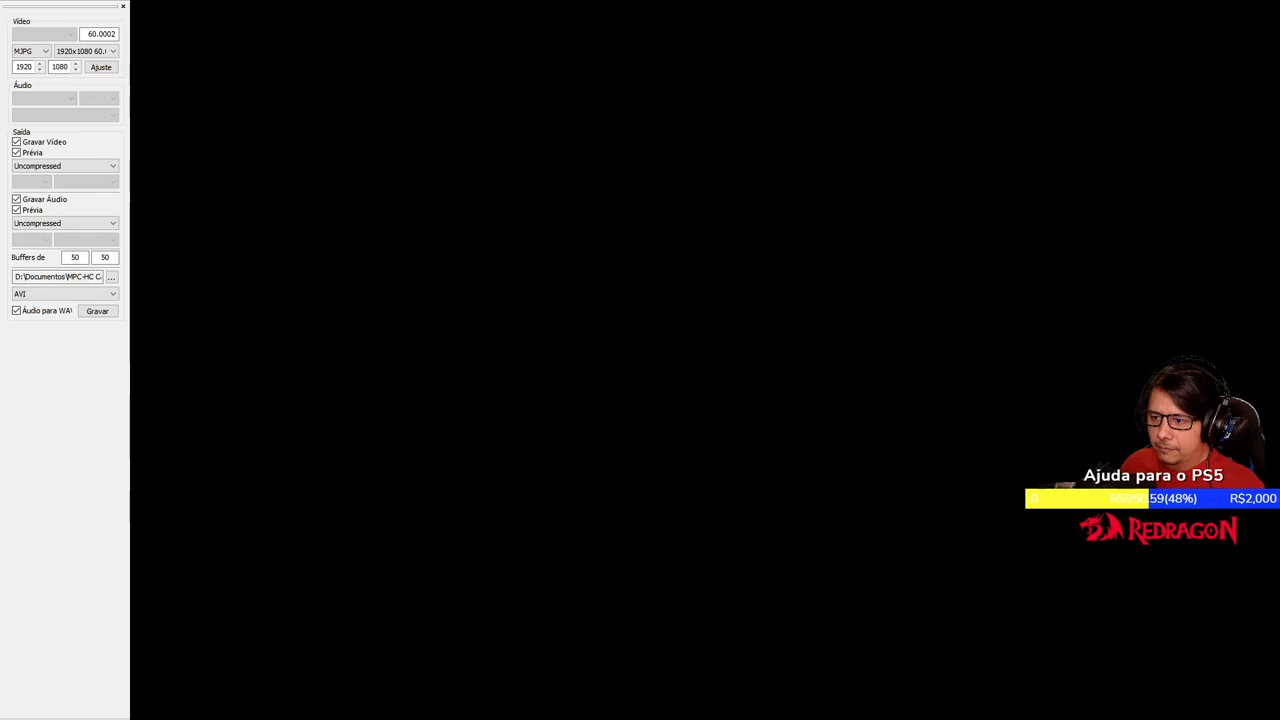 Vídeo
60.0002
MJPG
1920x1080 60.
1920
1080
Ajuste
Áudio
Saída
Gravar Vídeo
Prévia
Uncompressed
Gravar Áudio
Prévia
Uncompressed
Buffers de
50
50
D:\Documentos\MPC-HC C
...
AVI
Áudio para WA
Gravar
Ajuda para o PS5
0
R$950.59(48%)
R$2,000
REDRAGON